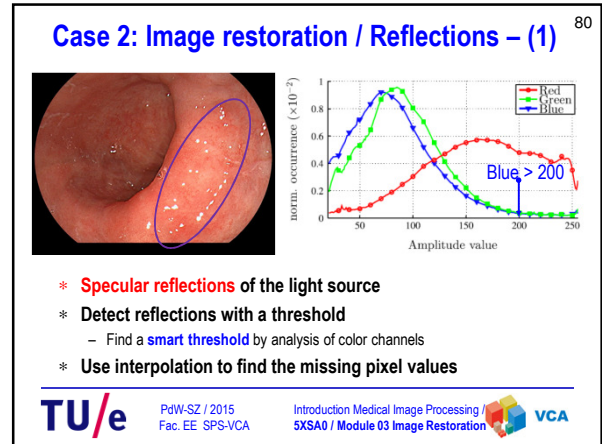 80
Case 2: Image restoration / Reflections – (1)
norm. occurrence (×10⁻²)
1
0.8
0.6
0.4
0.2
0
50
100
150
200
250
Amplitude value
Red
Green
Blue
Blue > 200
* Specular reflections of the light source
* Detect reflections with a threshold
– Find a smart threshold by analysis of color channels
* Use interpolation to find the missing pixel values
TU/e
PdW-SZ / 2015
Fac. EE SPS-VCA
Introduction Medical Image Processing /
5XSA0 / Module 03 Image Restoration
VCA